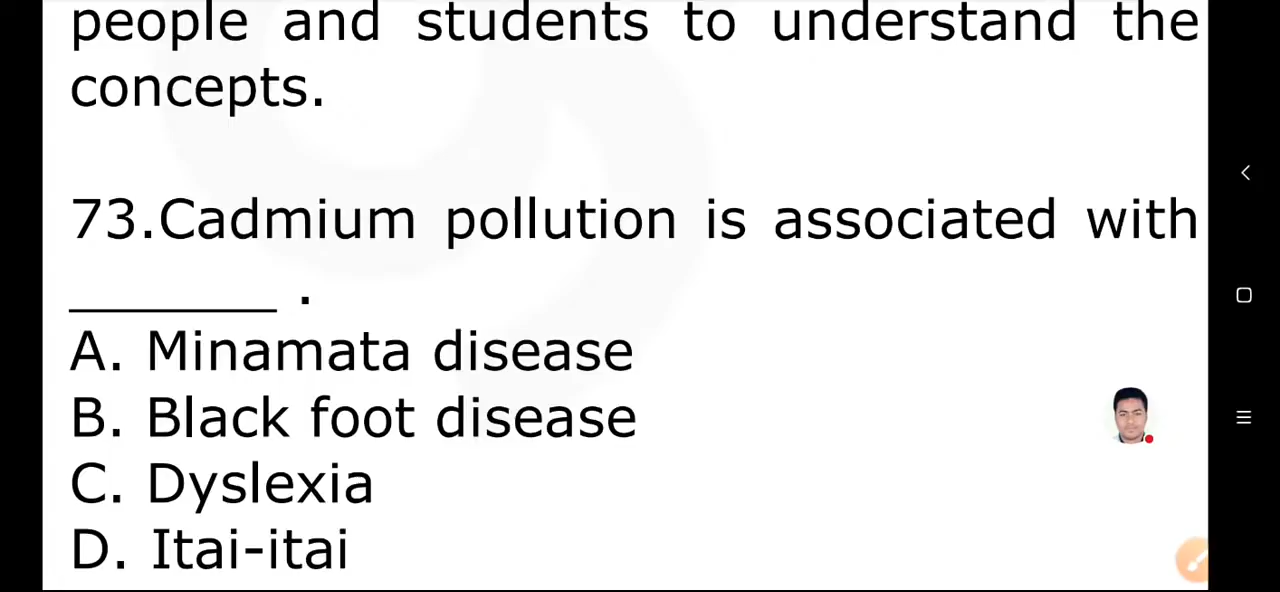 people and students to understand the
concepts.
73.Cadmium pollution is associated with
________ .
A. Minamata disease
B. Black foot disease
C. Dyslexia
D. Itai-itai